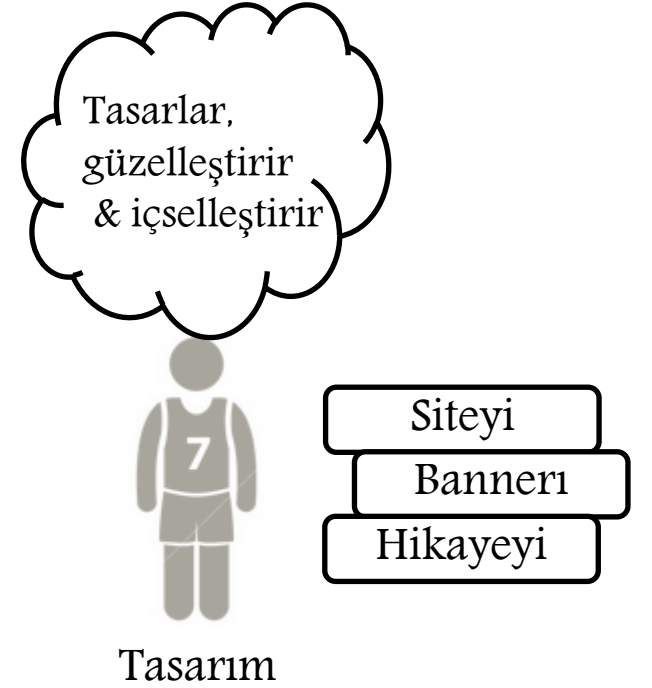 Tasarlar,
güzelleştirir
& içselleştirir
7
Siteyi
Bannerı
Hikayeyi
Tasarım